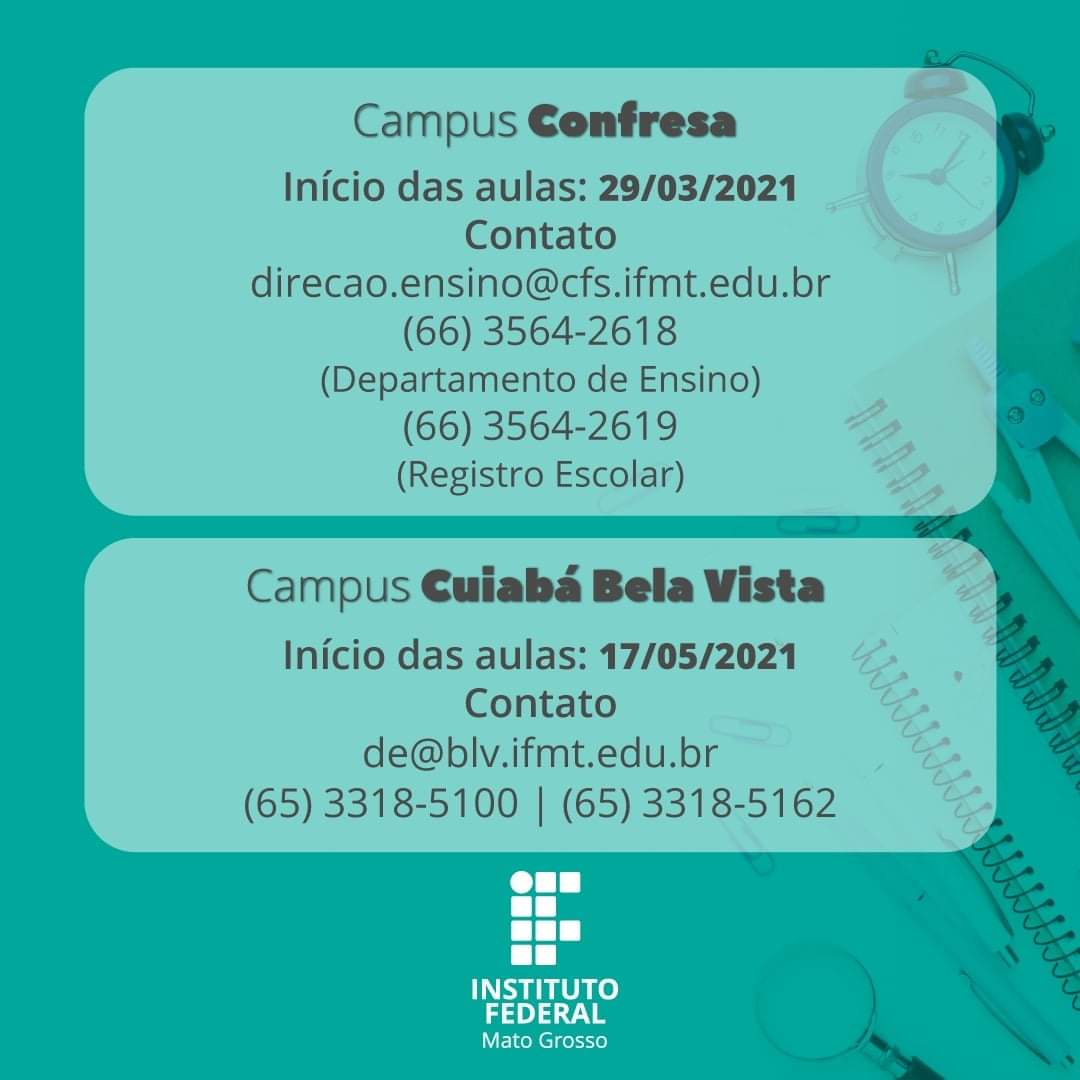 Campus Confresa
Início das aulas: 29/03/2021
Contato
direcao.ensino@cfs.ifmt.edu.br
(66) 3564-2618
(Departamento de Ensino)
(66) 3564-2619
(Registro Escolar)
Campus Cuiabá Bela Vista
Início das aulas: 17/05/2021
Contato
de@blv.ifmt.edu.br
(65) 3318-5100 | (65) 3318-5162
INSTITUTO
FEDERAL
Mato Grosso